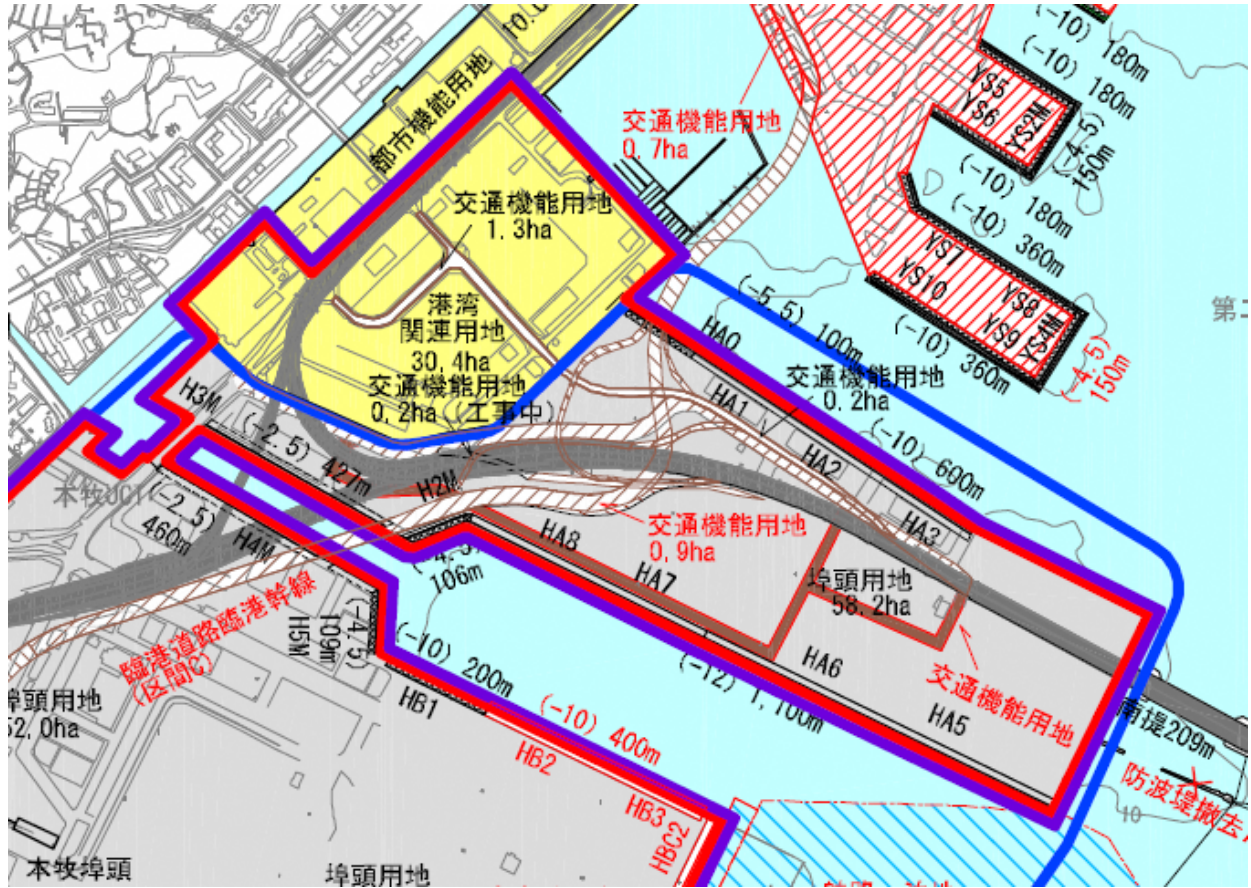 10.0
(-10) 180m
(-10) 180m
YS5
YS6
YS2M
(-4.5)
150m
(-10) 180m
(-10) 360m
YS7
YS10
YS8
YS9
YS4M
(-4.5)
150m
(-10) 360m
第二
都市機能用地
交通機能用地
0.7ha
交通機能用地
1.3ha
港湾
関連用地
30.4ha
交通機能用地
0.2ha(工事中)
(-5.5) 100m
HA0
HA1
交通機能用地
0.2ha
(-10) 600m
HA2
HA3
H3M
(-2.5) 427m
H2M
木牧JCT
(-2.5)
460m
H4M
106m
HA8
HA7
交通機能用地
0.9ha
埠頭用地
58.2ha
HA6
HA5
(-12) 1,100m
交通機能用地
南堤209m
防波堤撤去
10
臨港道路臨港幹線
(区間C)
(-4.5)
109m
H5M
(-10) 200m
HB1
(-10) 400m
HB2
HB3
HBC2
埠頭用地
52.0ha
本牧埠頭
埠頭用地